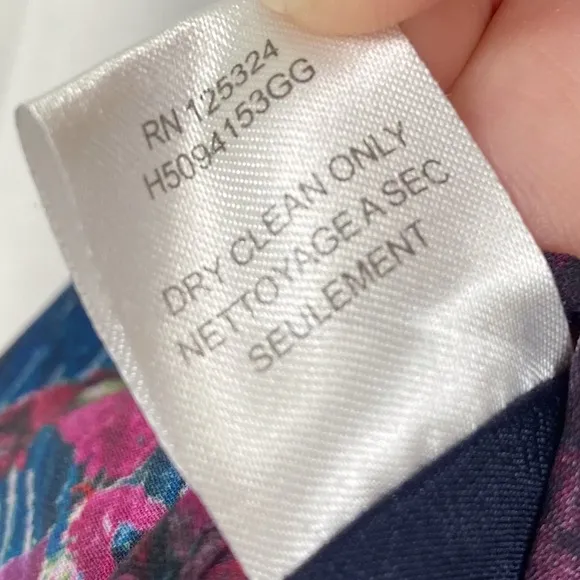 RN 125324
H5094153GG
DRY CLEAN ONLY
NETTOYAGE A SEC
SEULEMENT